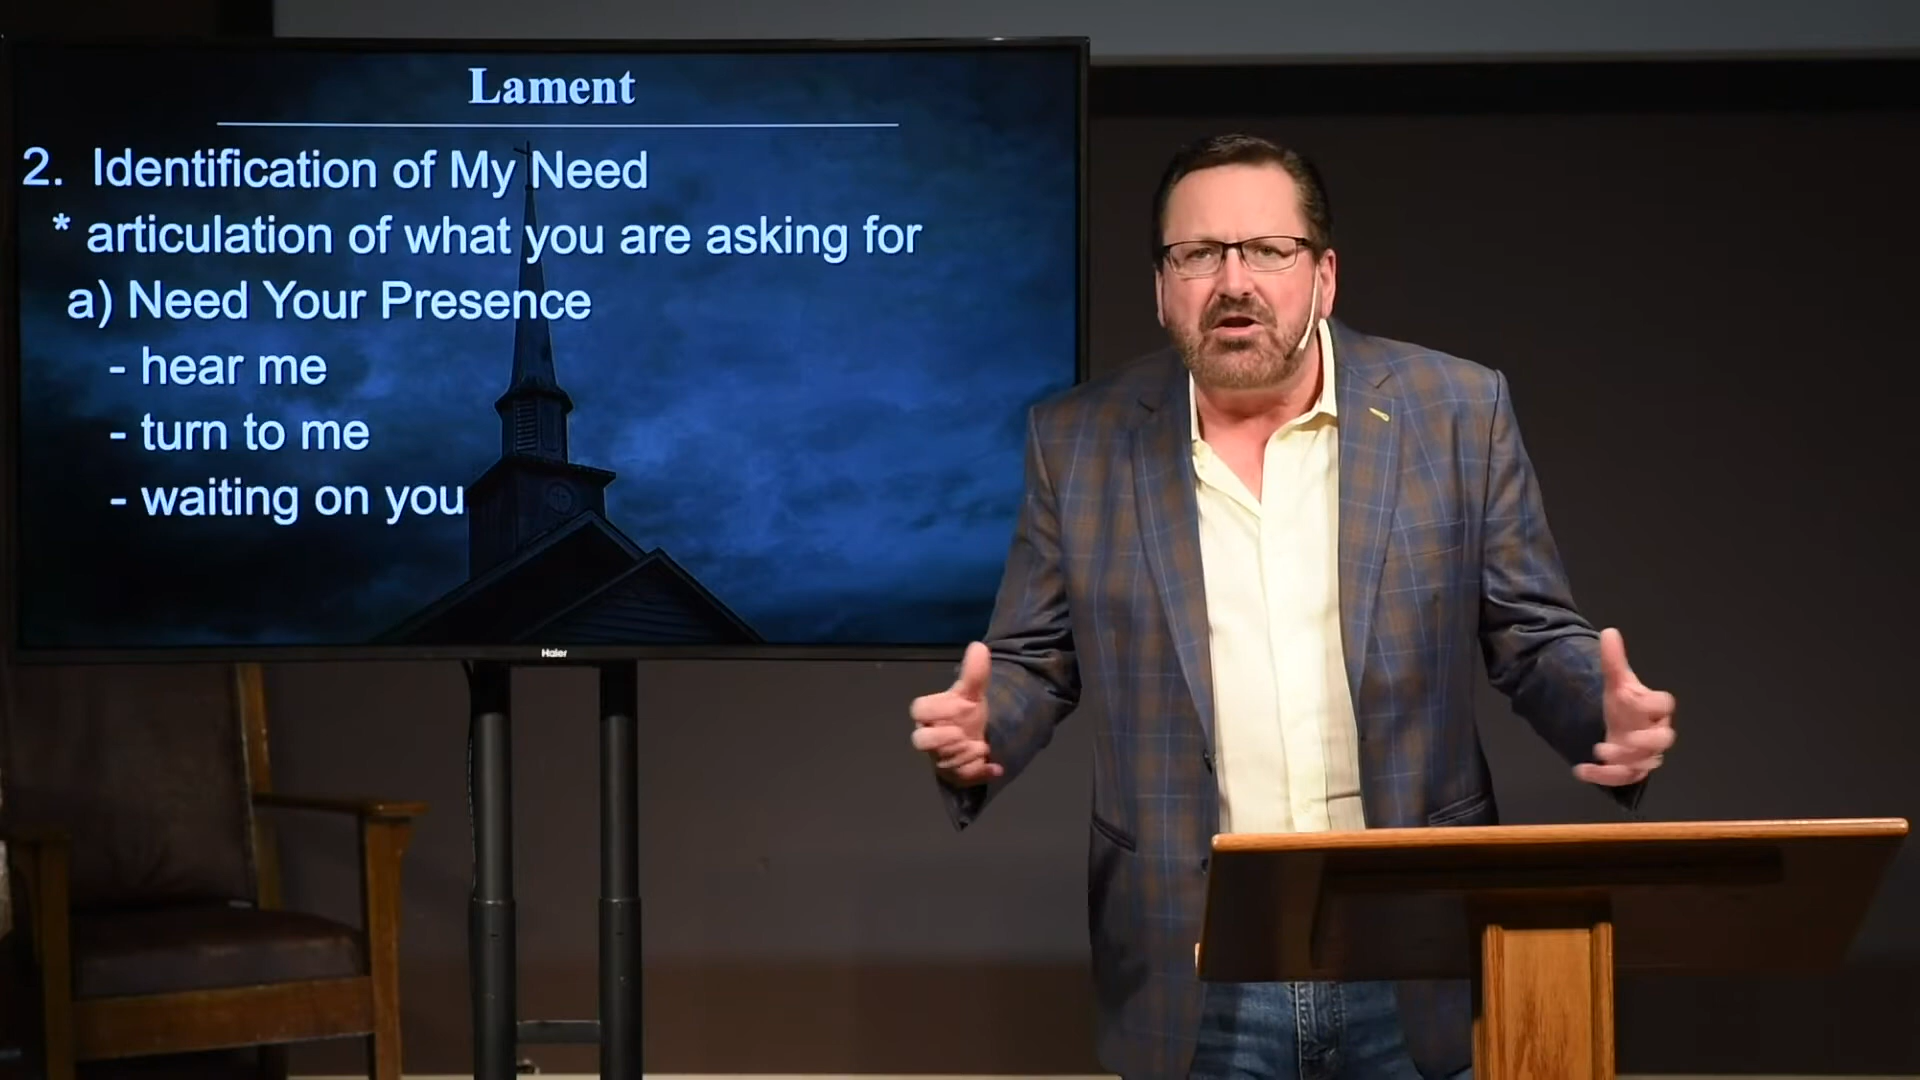 Lament
2. Identification of My Need
* articulation of what you are asking for
a) Need Your Presence
- hear me
- turn to me
- waiting on you
Haier